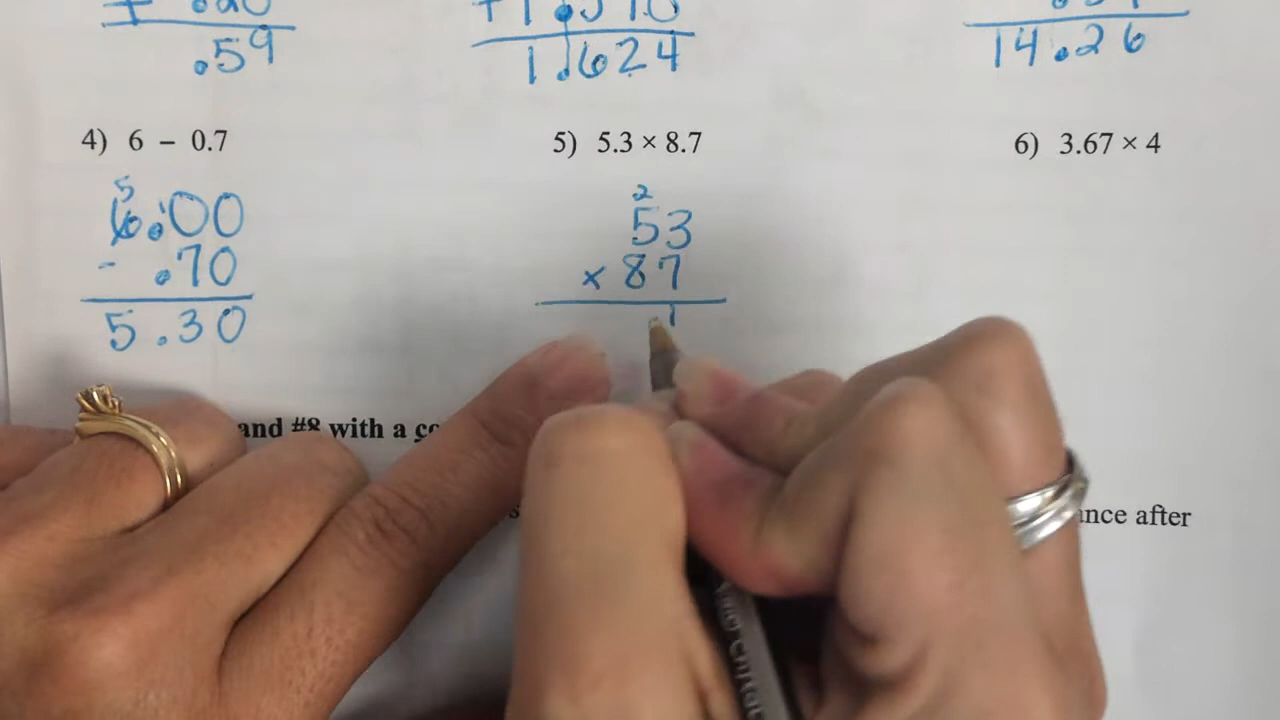 .59
1.624
14.26
4) 6 − 0.7
5) 5.3 × 8.7
6) 3.67 × 4
5
6.¹00
- .70
5.30
2
53
× 87
1
and #8 with a
ance after